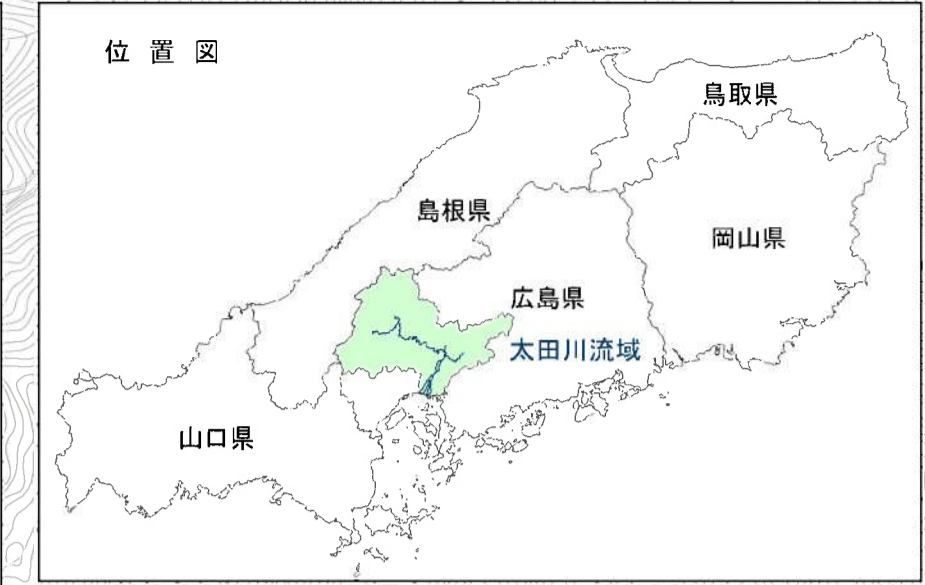 位置図
鳥取県
島根県
岡山県
広島県
太田川流域
山口県